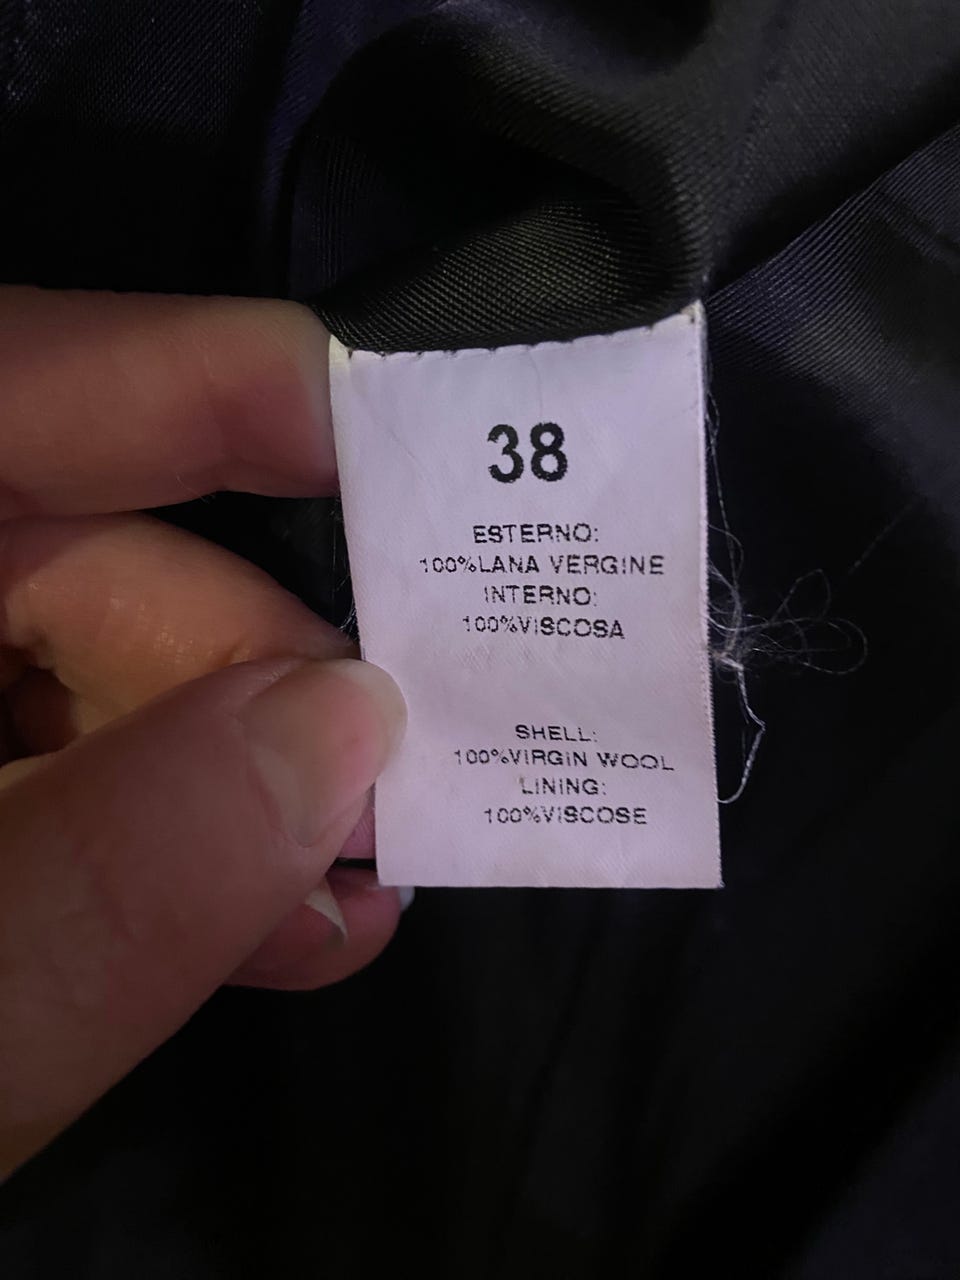 38
ESTERNO:
100%LANA VERGINE
INTERNO:
100%VISCOSA
SHELL:
100%VIRGIN WOOL
LINING:
100%VISCOSE